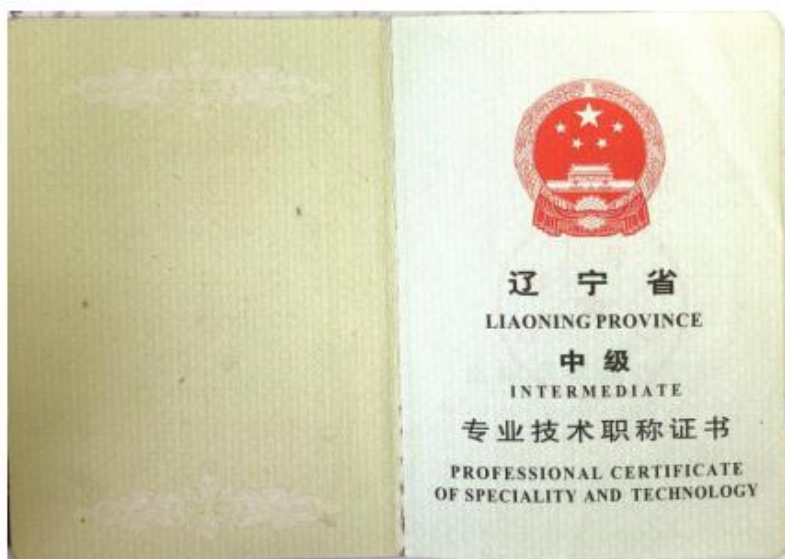 辽宁省
LIAONING PROVINCE
中级
INTERMEDIATE
专业技术职称证书
PROFESSIONAL CERTIFICATE
OF SPECIALITY AND TECHNOLOGY